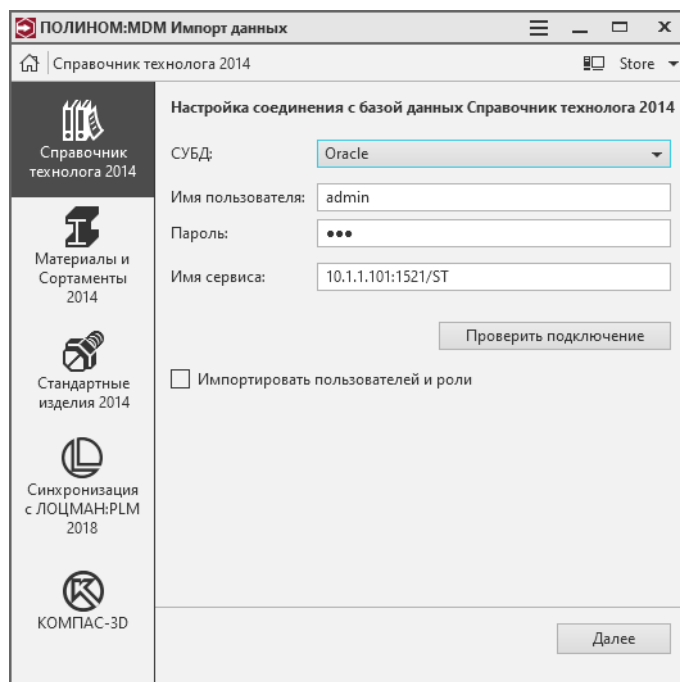 ПОЛИНОМ:MDM Импорт данных
Справочник технолога 2014
Store
Справочник
технолога 2014
Материалы и
Сортаменты
2014
Стандартные
изделия 2014
Синхронизация
с ЛОЦМАН:PLM
2018
КОМПАС-3D
Настройка соединения с базой данных Справочник технолога 2014
СУБД:
Oracle
Имя пользователя:
admin
Пароль:
•••
Имя сервиса:
10.1.1.101:1521/ST
Проверить подключение
Импортировать пользователей и роли
Далее